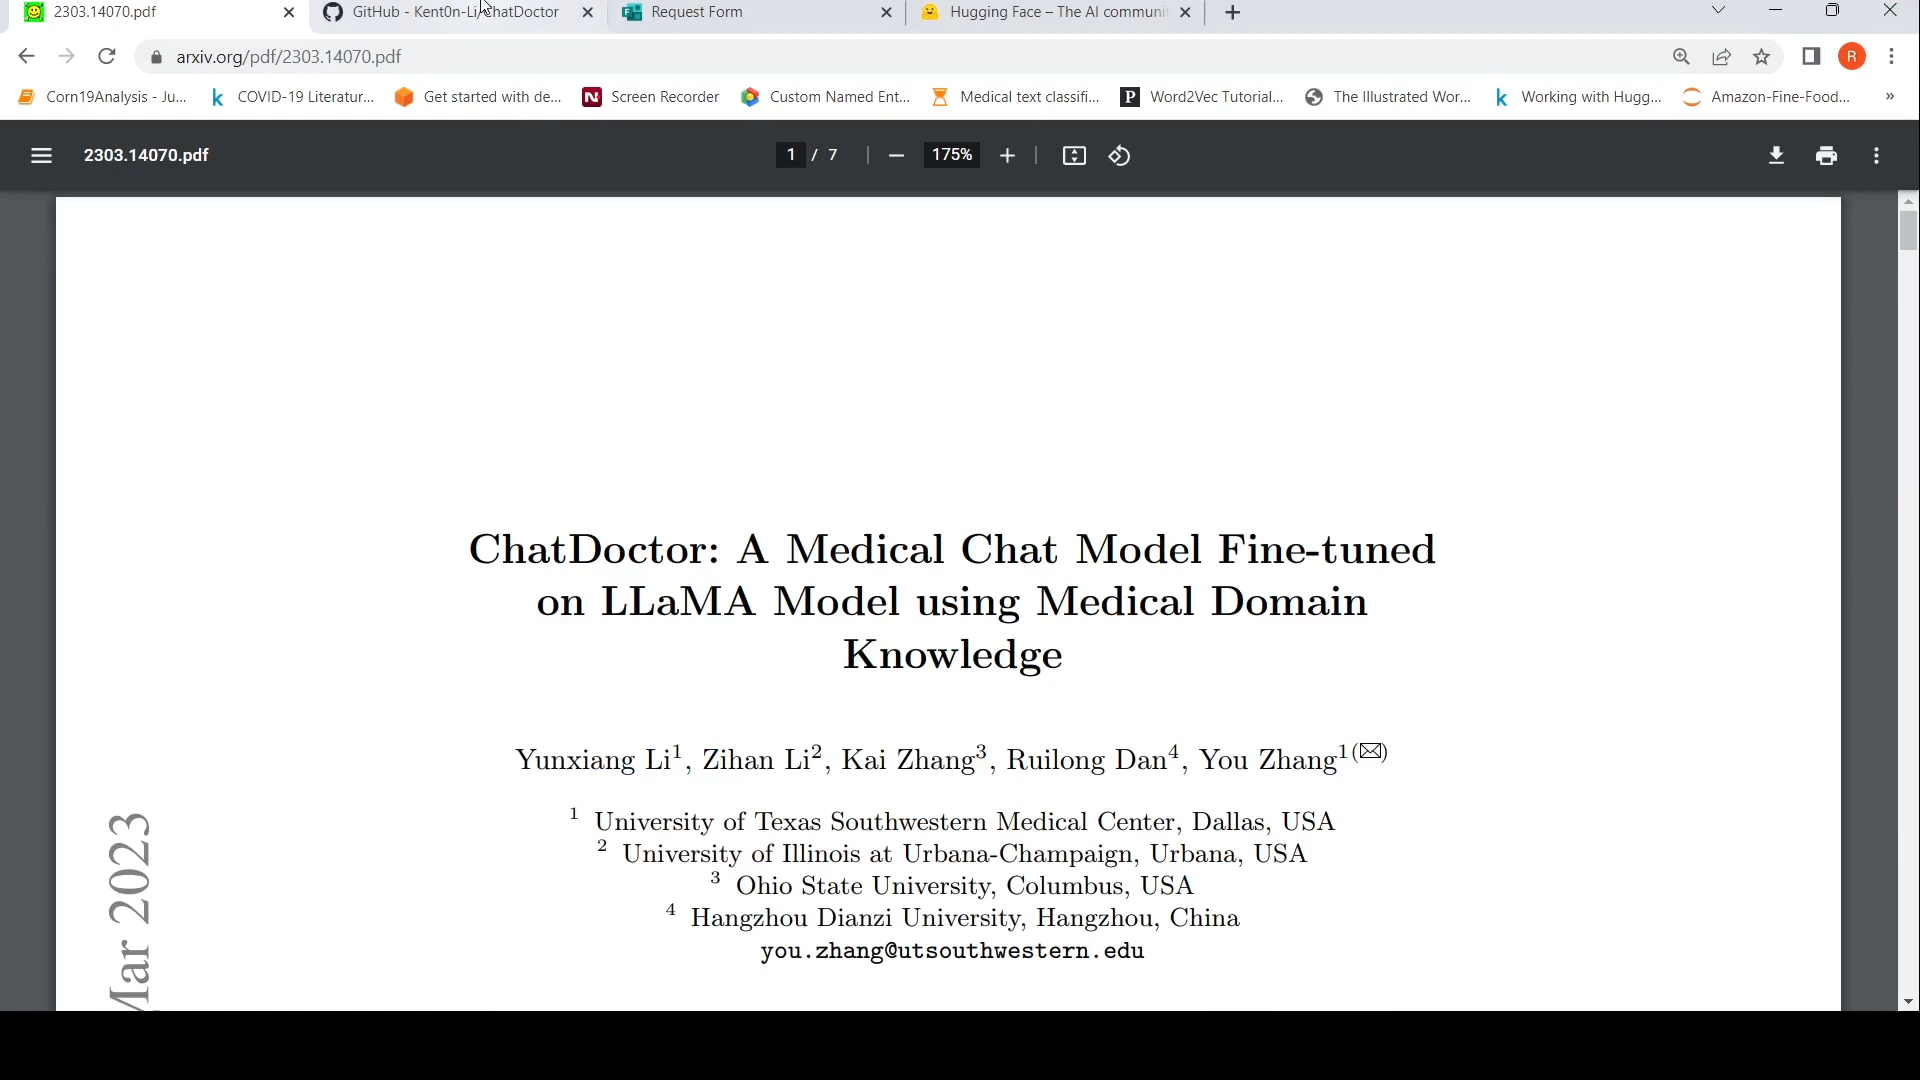 2303.14070.pdf
GitHub - Kent0n-Li/ChatDoctor
Request Form
Hugging Face – The AI communi
arxiv.org/pdf/2303.14070.pdf
R
Corn19Analysis - Ju...
COVID-19 Literatur...
Get started with de...
Screen Recorder
Custom Named Ent...
Medical text classifi...
Word2Vec Tutorial...
The Illustrated Wor...
Working with Hugg...
Amazon-Fine-Food...
»
2303.14070.pdf
1 / 7
175%
ChatDoctor: A Medical Chat Model Fine-tuned
on LLaMA Model using Medical Domain
Knowledge
Yunxiang Li1, Zihan Li2, Kai Zhang3, Ruilong Dan4, You Zhang1(✉)
1 University of Texas Southwestern Medical Center, Dallas, USA
2 University of Illinois at Urbana-Champaign, Urbana, USA
3 Ohio State University, Columbus, USA
4 Hangzhou Dianzi University, Hangzhou, China
you.zhang@utsouthwestern.edu
Mar 2023